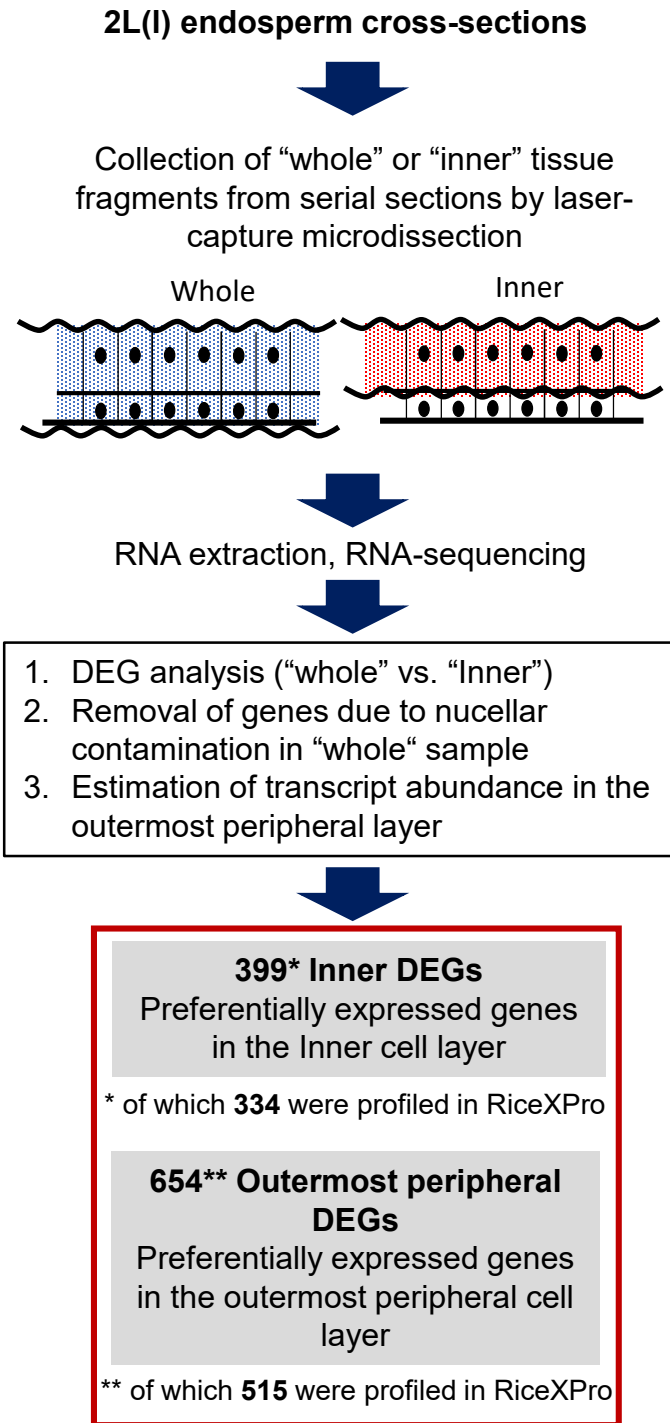 2L(I) endosperm cross-sections
Collection of “whole” or “inner” tissue
fragments from serial sections by laser-
capture microdissection
Whole
Inner
RNA extraction, RNA-sequencing
1. DEG analysis (“whole” vs. “Inner”)
2. Removal of genes due to nucellar
contamination in “whole“ sample
3. Estimation of transcript abundance in the
outermost peripheral layer
399* Inner DEGs
Preferentially expressed genes
in the Inner cell layer
* of which 334 were profiled in RiceXPro
654** Outermost peripheral
DEGs
Preferentially expressed genes
in the outermost peripheral cell
layer
** of which 515 were profiled in RiceXPro